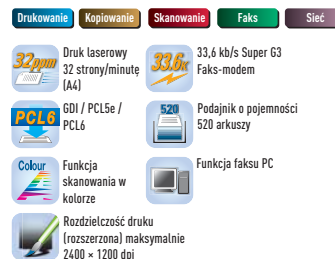 Drukowanie Kopiowanie Skanowanie Faks Sieć
32ppm
Druk laserowy
32 strony/minutę
(A4)
33.6K
33,6 kb/s Super G3
Faks-modem
PCL6
GDI / PCL5e /
PCL6
520
Podajnik o pojemności
520 arkuszy
Colour
Funkcja
skanowania w
kolorze
Funkcja faksu PC
Rozdzielczość druku
(rozszerzona) maksymalnie
2400 × 1200 dpi